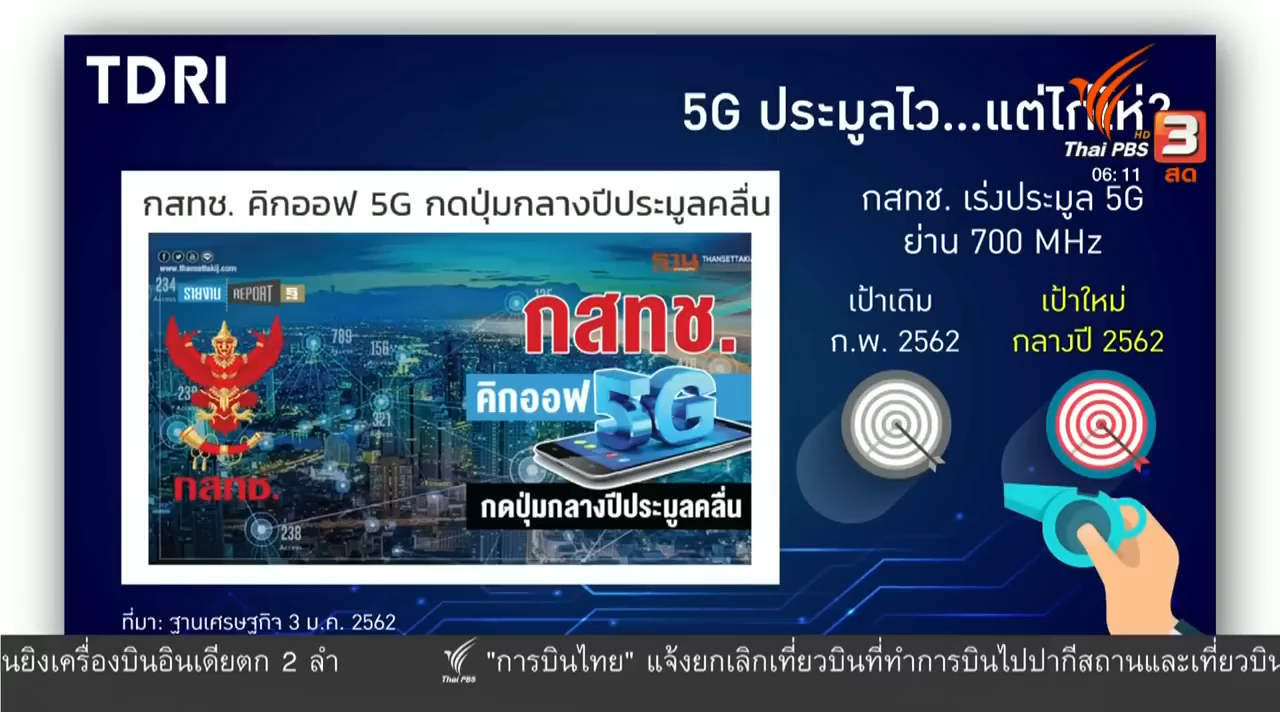 TDRI
5G ประมูลไว...แต่ไก่ไห่?
HD
Thai PBS
3
06:11
สด
กสทช. คิกออฟ 5G กดปุ่มกลางปีประมูลคลื่น
www.thansettakij.com
ฐาน
THANSETTAKIJ
234
Access
รายงาน REPORT
กสทช.
789
156
321
คิกออฟ 5G
กสทช.
กดปุ่มกลางปีประมูลคลื่น
238
Access
กสทช. เร่งประมูล 5G
ย่าน 700 MHz
เป้าเดิม
ก.พ. 2562
เป้าใหม่
กลางปี 2562
ที่มา: ฐานเศรษฐกิจ 3 ม.ค. 2562
นยิงเครื่องบินอินเดียตก 2 ลำ
Thai PBS
"การบินไทย" แจ้งยกเลิกเที่ยวบินที่ทำการบินไปปากีสถานและเที่ยวบิน